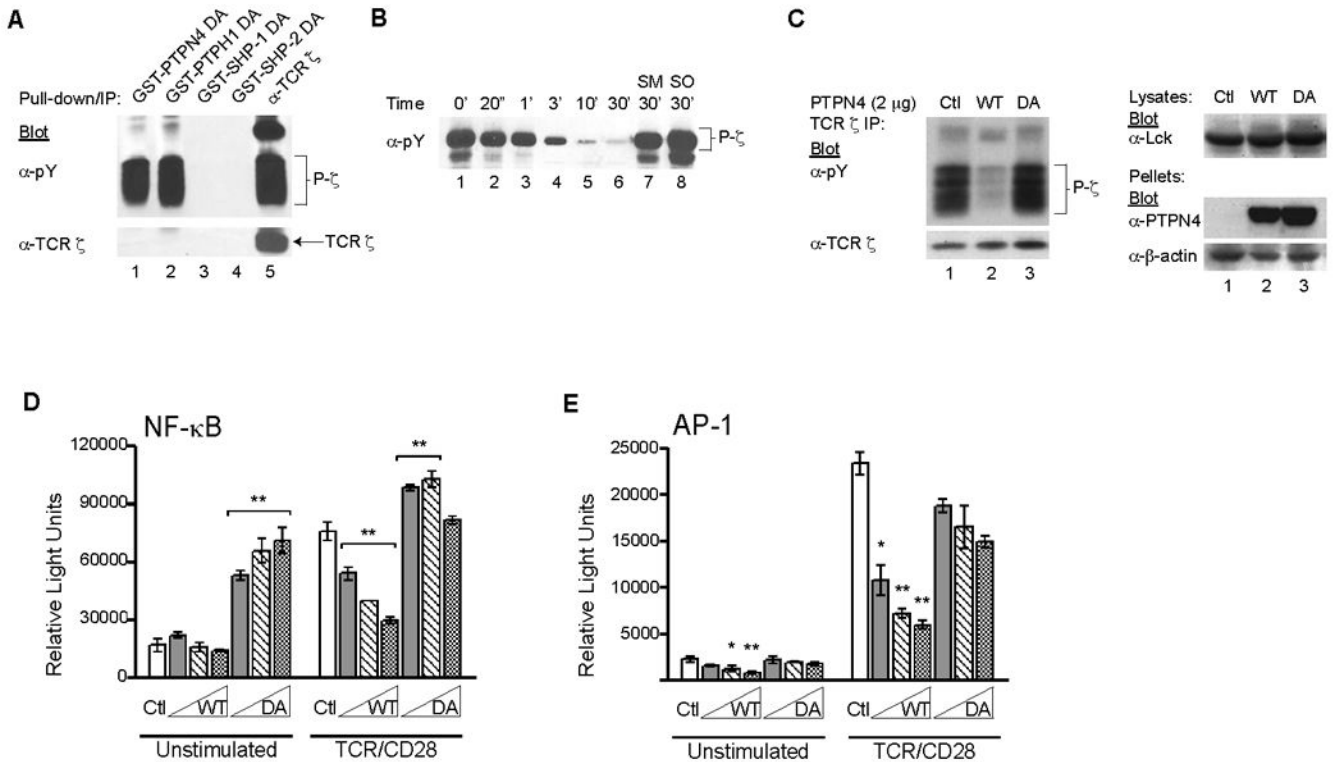 A
GST-PTPN4 DA
GST-PTPH1 DA
GST-SHP-1 DA
GST-SHP-2 DA
α-TCR ζ
Pull-down/IP:
Blot
α-pY
P-ζ
α-TCR ζ
TCR ζ
1 2 3 4 5
B
SM SO
Time 0' 20" 1' 3' 10' 30' 30' 30'
α-pY
P-ζ
1 2 3 4 5 6 7 8
C
PTPN4 (2 µg) Ctl WT DA
TCR ζ IP:
Blot
α-pY
P-ζ
α-TCR ζ
1 2 3
Lysates: Ctl WT DA
Blot
α-Lck
Pellets:
Blot
α-PTPN4
α-β-actin
1 2 3
D
NF-κB
Relative Light Units
120000
90000
60000
30000
0
** ** **
Ctl WT DA Ctl WT DA
Unstimulated TCR/CD28
E
AP-1
Relative Light Units
25000
20000
15000
10000
5000
* ** * ** **
Ctl WT DA Ctl WT DA
Unstimulated TCR/CD28